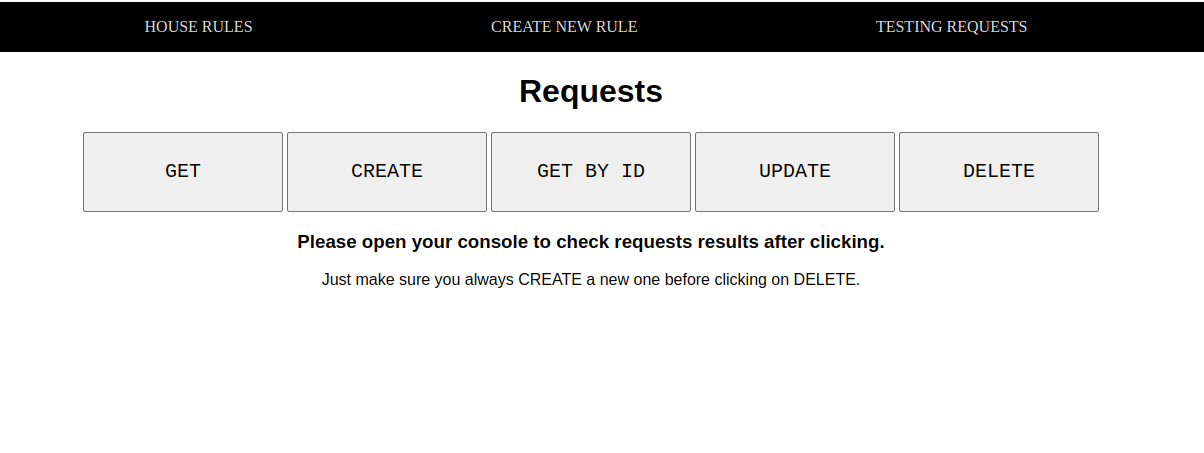 HOUSE RULES CREATE NEW RULE TESTING REQUESTS
Requests
GET CREATE GET BY ID UPDATE DELETE
Please open your console to check requests results after clicking.
Just make sure you always CREATE a new one before clicking on DELETE.